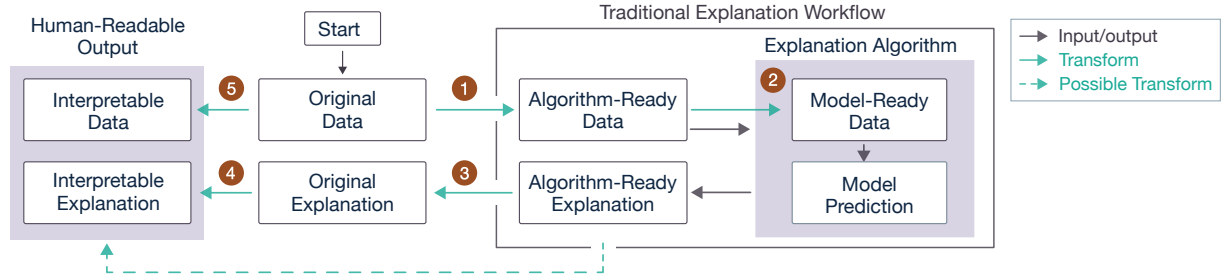 Traditional Explanation Workflow
Human-Readable
Output
Start
Explanation Algorithm
Input/output
Transform
Possible Transform
Interpretable
Data
5
Original
Data
1
Algorithm-Ready
Data
2
Model-Ready
Data
Interpretable
Explanation
4
Original
Explanation
3
Algorithm-Ready
Explanation
Model
Prediction